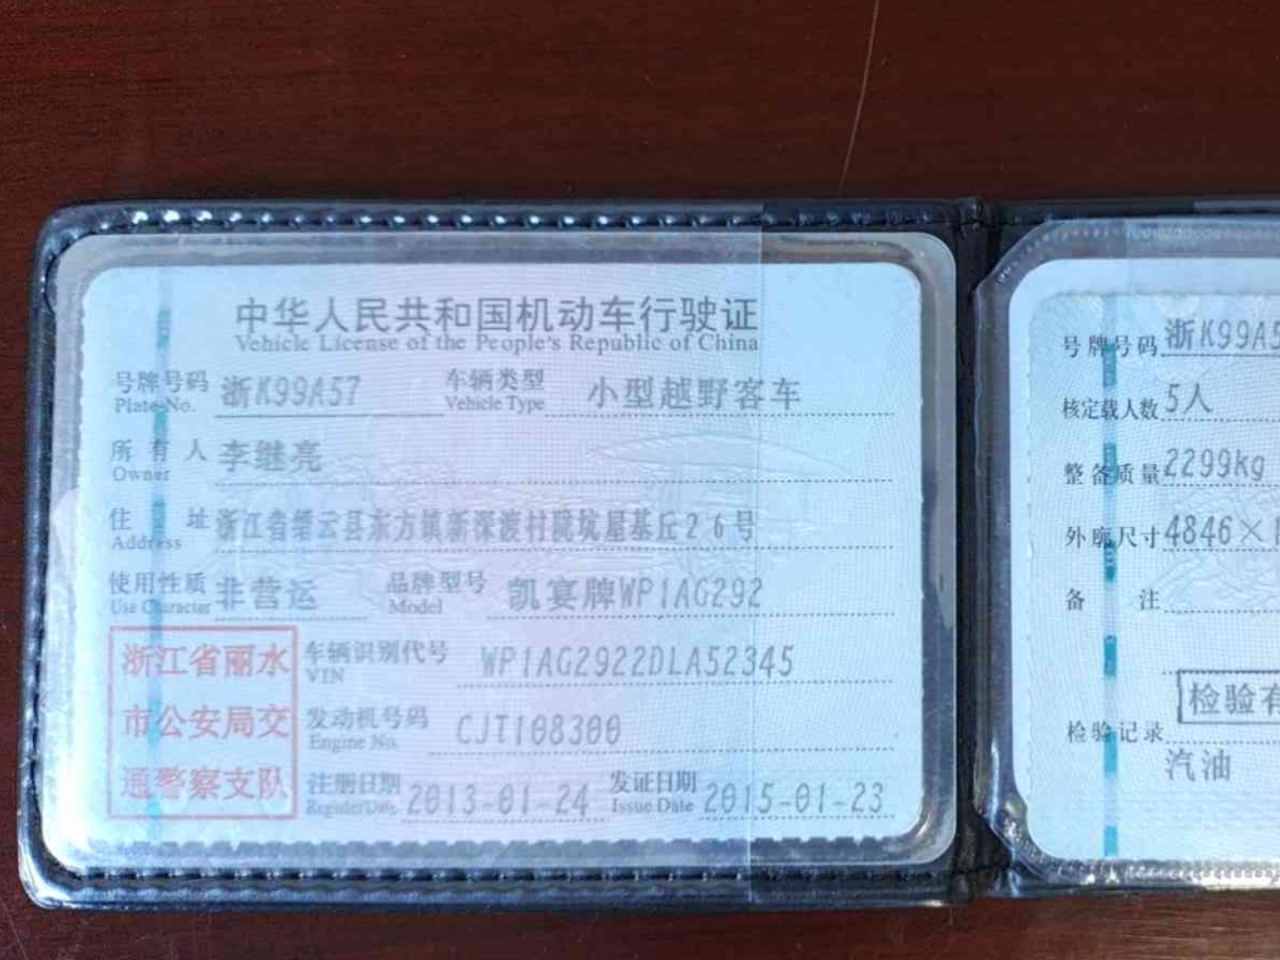 中华人民共和国机动车行驶证
Vehicle License of the People's Republic of China
号牌号码 浙K99A57 车辆类型 小型越野客车
Plate No. Vehicle Type
所有人 李继亮
Owner
住址 浙江省缙云县东方镇新深渡村院坑屋基丘26号
Address
使用性质 非营运 品牌型号 凯宴牌WP1AG292
Use Character Model
浙江省丽水
市公安局交
通警察支队
车辆识别代号 WP1AG2922DLA52345
VIN
发动机号码 CJT108300
Engine No.
注册日期 2013-01-24 发证日期 2015-01-23
Register Date Issue Date
号牌号码 浙K99A5
核定载人数 5人
整备质量 2299kg
外廓尺寸 4846×
备注
检验有
检验记录
汽油